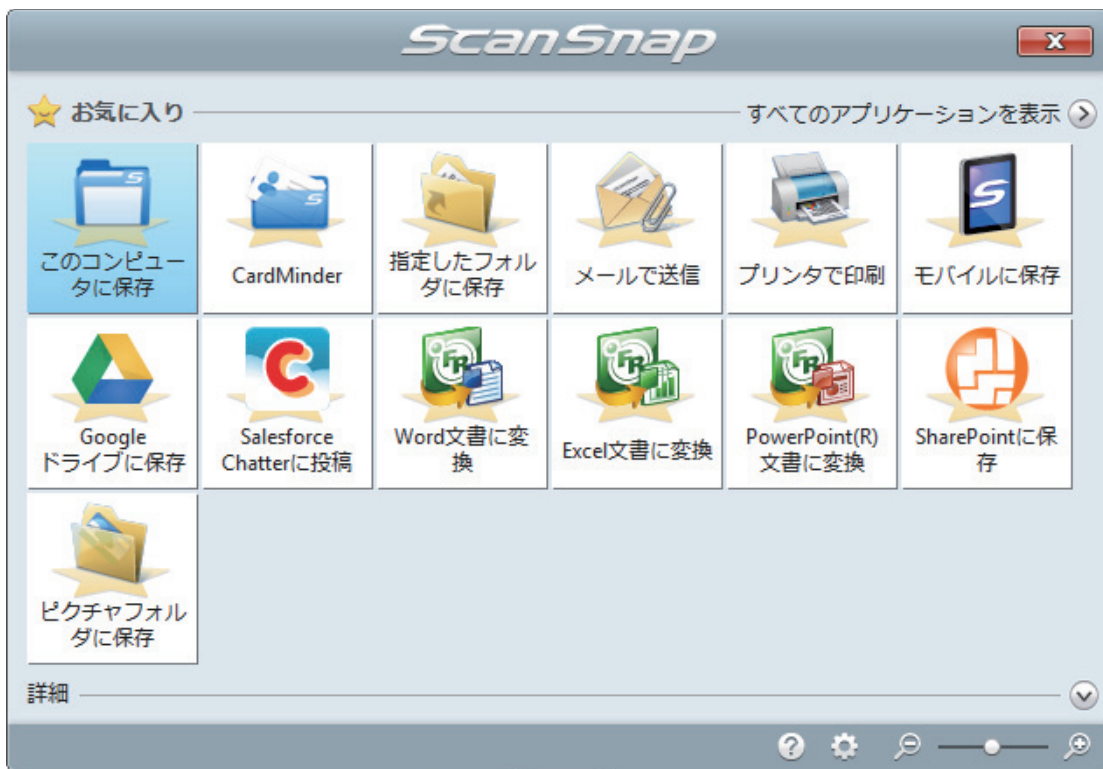 ScanSnap
お気に入り
すべてのアプリケーションを表示
このコンピュー
タに保存
CardMinder
指定したフォル
ダに保存
メールで送信
プリンタで印刷
モバイルに保存
Google
ドライブに保存
Salesforce
Chatterに投稿
Word文書に変
換
Excel文書に変換
PowerPoint(R)
文書に変換
SharePointに保
存
ピクチャフォル
ダに保存
詳細